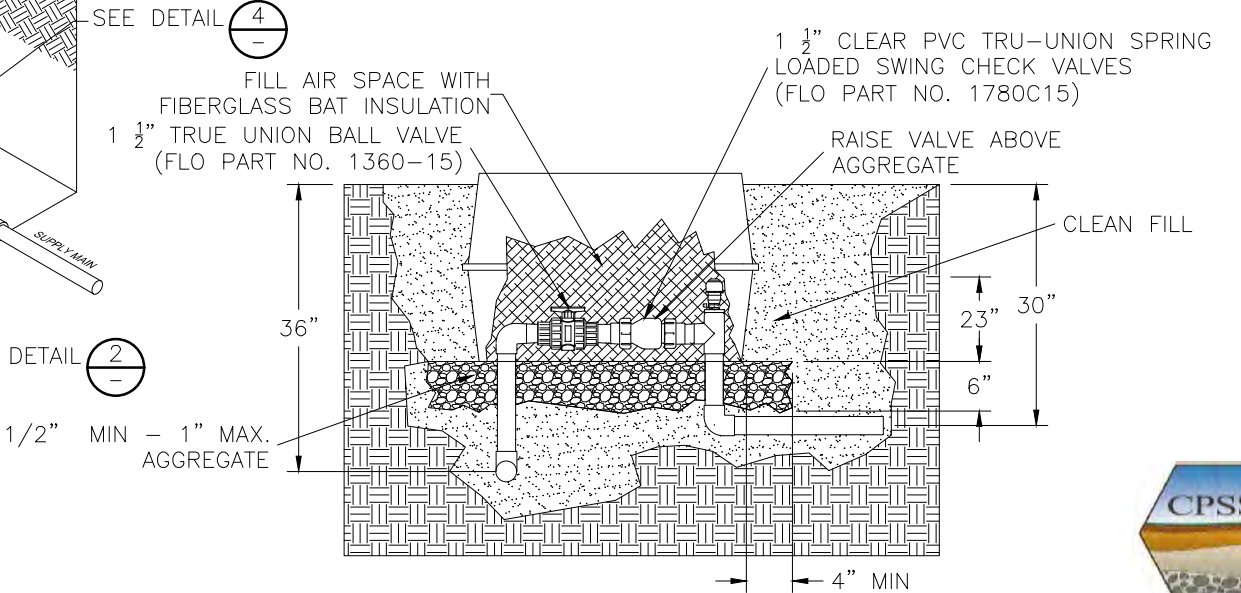 SEE DETAIL 4
-
FILL AIR SPACE WITH
FIBERGLASS BAT INSULATION
1 1/2" TRUE UNION BALL VALVE
(FLO PART NO. 1360-15)
1 1/2" CLEAR PVC TRU-UNION SPRING
LOADED SWING CHECK VALVES
(FLO PART NO. 1780C15)
RAISE VALVE ABOVE
AGGREGATE
CLEAN FILL
SUPPLY MAIN
36"
23"
30"
6"
DETAIL 2
-
1/2" MIN - 1" MAX.
AGGREGATE
4" MIN